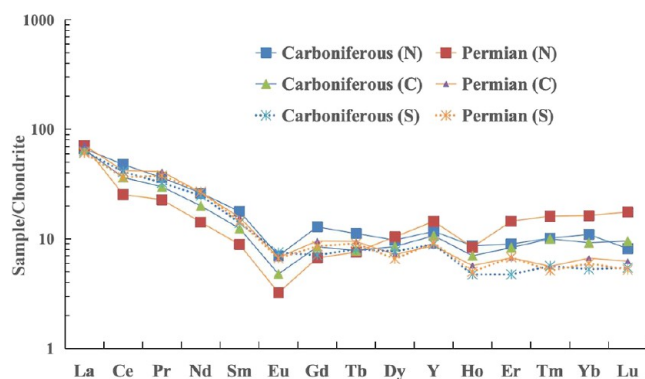 1000
100
10
1
Sample/Chondrite
Carboniferous (N) Permian (N)
Carboniferous (C) Permian (C)
Carboniferous (S) Permian (S)
La Ce Pr Nd Sm Eu Gd Tb Dy Y Ho Er Tm Yb Lu